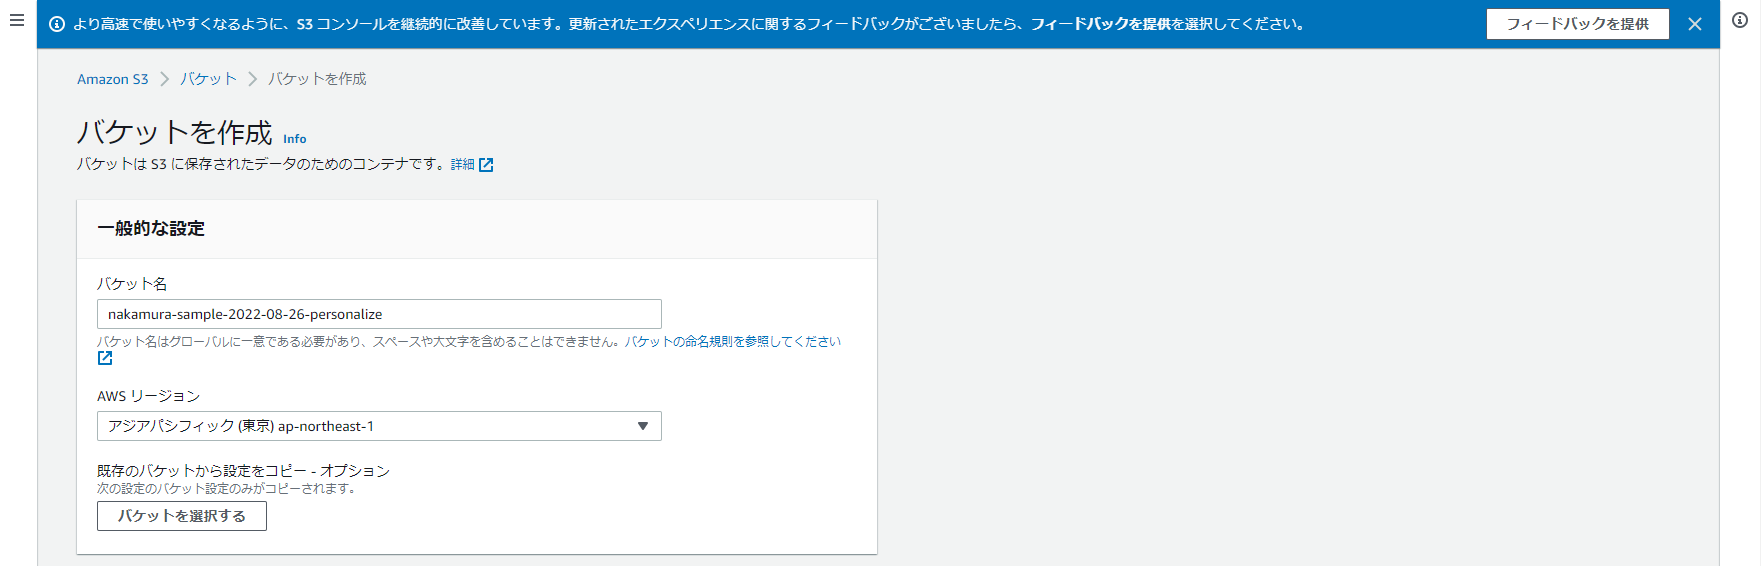 より高速で使いやすくなるように、S3 コンソールを継続的に改善しています。更新されたエクスペリエンスに関するフィードバックがございましたら、フィードバックを提供を選択してください。
フィードバックを提供
Amazon S3 バケット バケットを作成
バケットを作成 Info
バケットは S3 に保存されたデータのためのコンテナです。詳細
一般的な設定
バケット名
nakamura-sample-2022-08-26-personalize
バケット名はグローバルに一意である必要があり、スペースや大文字を含めることはできません。バケットの命名規則を参照してください
AWS リージョン
アジアパシフィック (東京) ap-northeast-1
既存のバケットから設定をコピー - オプション
次の設定のバケット設定のみがコピーされます。
バケットを選択する